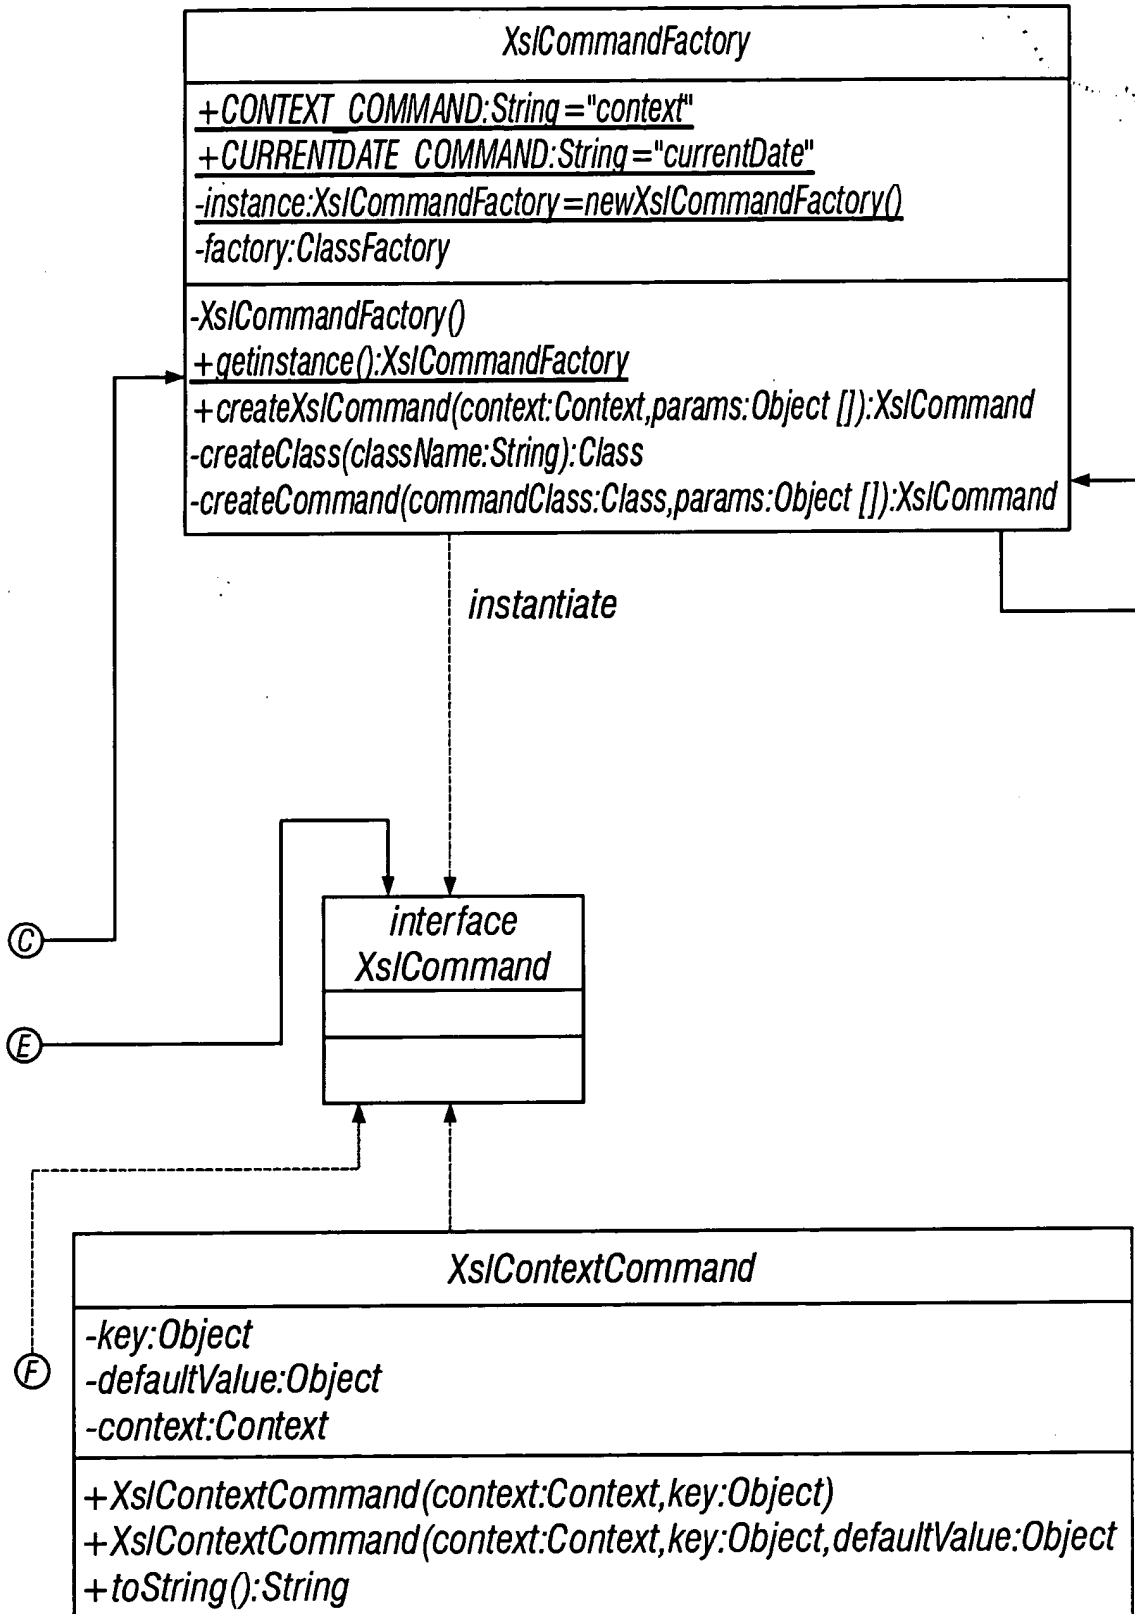 XslCommandFactory
+CONTEXT_COMMAND:String="context"
+CURRENTDATE_COMMAND:String="currentDate"
-instance:XslCommandFactory=newXslCommandFactory()
-factory:ClassFactory
-XslCommandFactory()
+getinstance():XslCommandFactory
+createXslCommand(context:Context,params:Object []):XslCommand
-createClass(className:String):Class
-createCommand(commandClass:Class,params:Object []):XslCommand
instantiate
interface
XslCommand
C
E
F
XslContextCommand
-key:Object
-defaultValue:Object
-context:Context
+XslContextCommand(context:Context,key:Object)
+XslContextCommand(context:Context,key:Object,defaultValue:Object
+toString():String